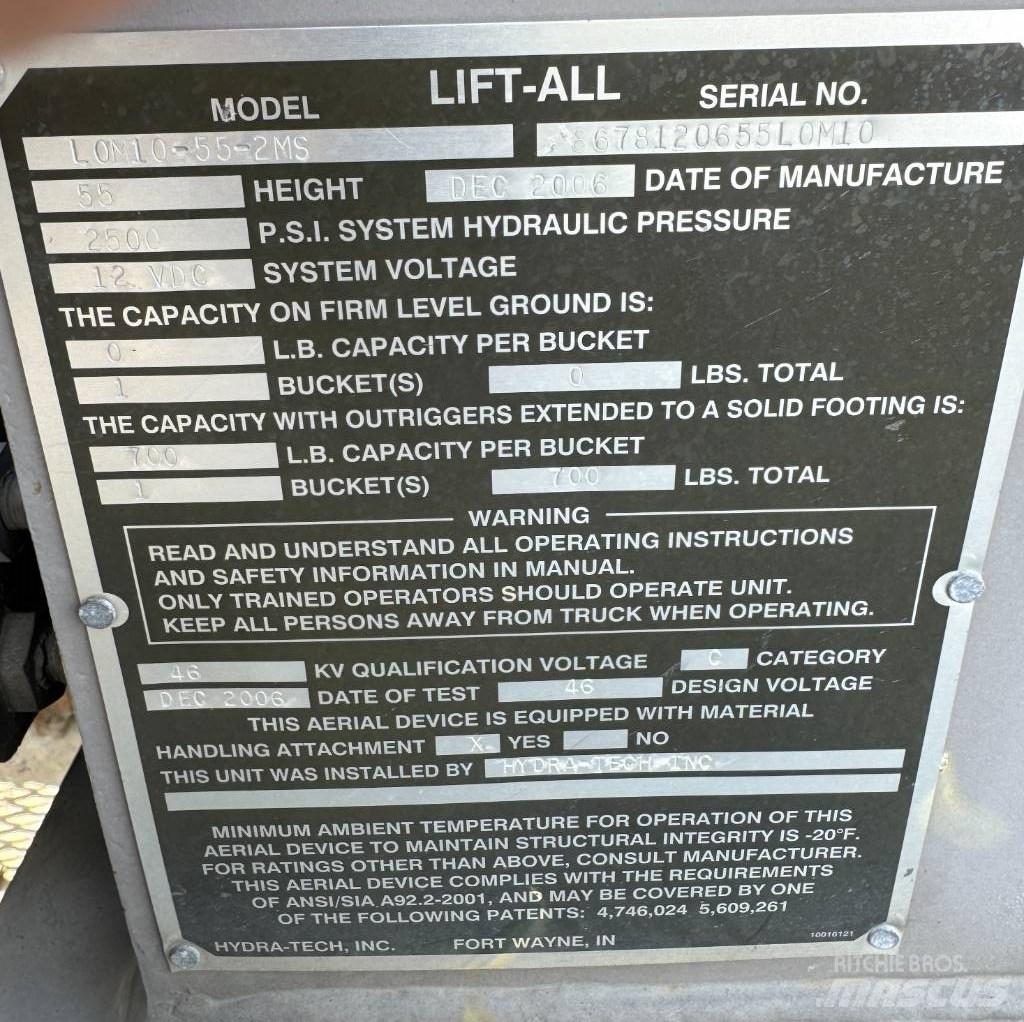 LIFT-ALL
MODEL SERIAL NO.
LOM10-55-2MS 8678120655LOM10
55 HEIGHT DEC 2006 DATE OF MANUFACTURE
2500 P.S.I. SYSTEM HYDRAULIC PRESSURE
12 VDC SYSTEM VOLTAGE
THE CAPACITY ON FIRM LEVEL GROUND IS:
0 L.B. CAPACITY PER BUCKET
1 BUCKET(S) 0 LBS. TOTAL
THE CAPACITY WITH OUTRIGGERS EXTENDED TO A SOLID FOOTING IS:
700 L.B. CAPACITY PER BUCKET
1 BUCKET(S) 700 LBS. TOTAL
WARNING
READ AND UNDERSTAND ALL OPERATING INSTRUCTIONS
AND SAFETY INFORMATION IN MANUAL.
ONLY TRAINED OPERATORS SHOULD OPERATE UNIT.
KEEP ALL PERSONS AWAY FROM TRUCK WHEN OPERATING.
46 KV QUALIFICATION VOLTAGE C CATEGORY
DEC 2006 DATE OF TEST 46 DESIGN VOLTAGE
THIS AERIAL DEVICE IS EQUIPPED WITH MATERIAL
HANDLING ATTACHMENT X YES NO
THIS UNIT WAS INSTALLED BY HYDRA-TECH INC
MINIMUM AMBIENT TEMPERATURE FOR OPERATION OF THIS
AERIAL DEVICE TO MAINTAIN STRUCTURAL INTEGRITY IS -20°F.
FOR RATINGS OTHER THAN ABOVE, CONSULT MANUFACTURER.
THIS AERIAL DEVICE COMPLIES WITH THE REQUIREMENTS
OF ANSI/SIA A92.2-2001, AND MAY BE COVERED BY ONE
OF THE FOLLOWING PATENTS: 4,746,024 5,609,261
HYDRA-TECH, INC. FORT WAYNE, IN 10016121
RITCHIE BROS.
MASCUS